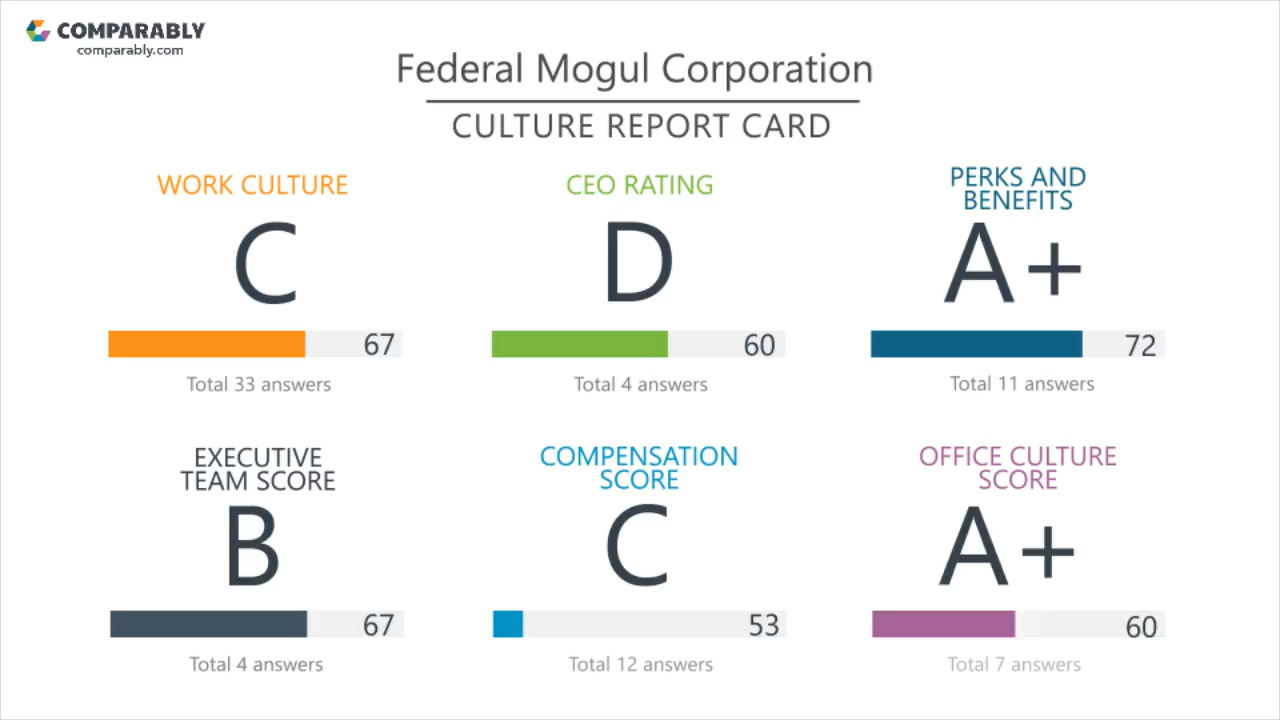 COMPARABLY
comparably.com
Federal Mogul Corporation
CULTURE REPORT CARD
WORK CULTURE
C
67
Total 33 answers
CEO RATING
D
60
Total 4 answers
PERKS AND
BENEFITS
A+
72
Total 11 answers
EXECUTIVE
TEAM SCORE
B
67
Total 4 answers
COMPENSATION
SCORE
C
53
Total 12 answers
OFFICE CULTURE
SCORE
A+
60
Total 7 answers